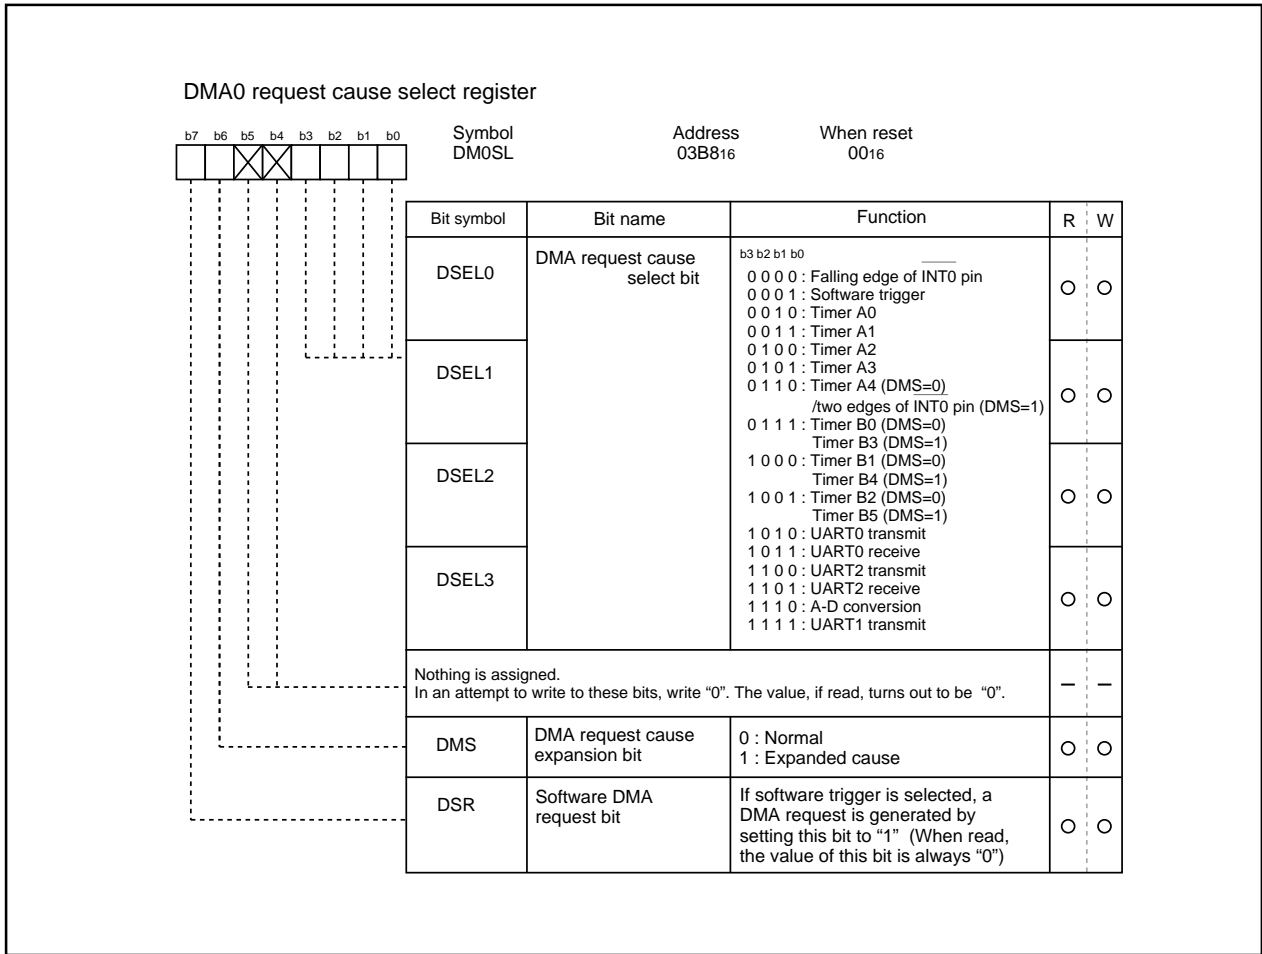 DMA0 request cause select register
b7 b6 b5 b4 b3 b2 b1 b0
Symbol Address When reset
DM0SL 03B816 0016
Bit symbol Bit name Function R W
DSEL0 DMA request cause select bit
b3 b2 b1 b0
0 0 0 0 : Falling edge of INT0 pin
0 0 0 1 : Software trigger
0 0 1 0 : Timer A0
0 0 1 1 : Timer A1
0 1 0 0 : Timer A2
0 1 0 1 : Timer A3
DSEL1
0 1 1 0 : Timer A4 (DMS=0)
/two edges of INT0 pin (DMS=1)
0 1 1 1 : Timer B0 (DMS=0)
Timer B3 (DMS=1)
1 0 0 0 : Timer B1 (DMS=0)
Timer B4 (DMS=1)
DSEL2
1 0 0 1 : Timer B2 (DMS=0)
Timer B5 (DMS=1)
1 0 1 0 : UART0 transmit
1 0 1 1 : UART0 receive
1 1 0 0 : UART2 transmit
1 1 0 1 : UART2 receive
DSEL3
1 1 1 0 : A-D conversion
1 1 1 1 : UART1 transmit
Nothing is assigned.
In an attempt to write to these bits, write “0”. The value, if read, turns out to be “0”.
– –
DMS
DMA request cause
expansion bit
0 : Normal
1 : Expanded cause
DSR
Software DMA
request bit
If software trigger is selected, a
DMA request is generated by
setting this bit to “1” (When read,
the value of this bit is always “0”)